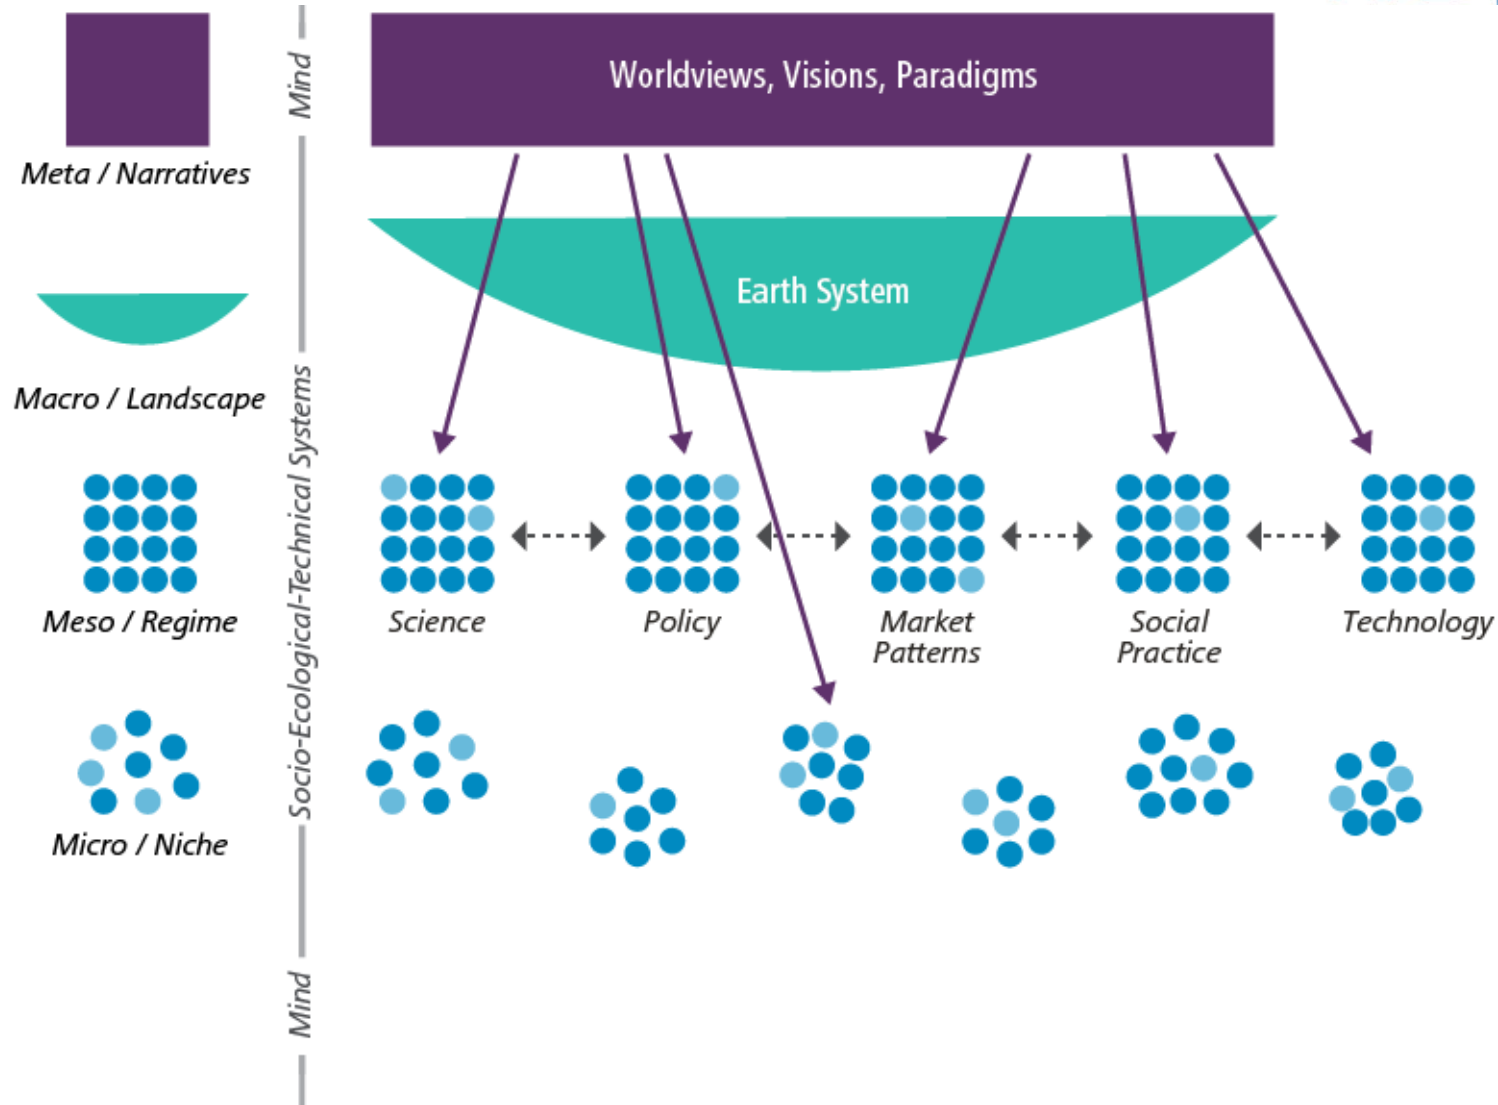 Mind
Worldviews, Visions, Paradigms
Meta / Narratives
Earth System
Macro / Landscape
Socio-Ecological-Technical Systems
Meso / Regime
Science
Policy
Market
Patterns
Social
Practice
Technology
Micro / Niche
Mind